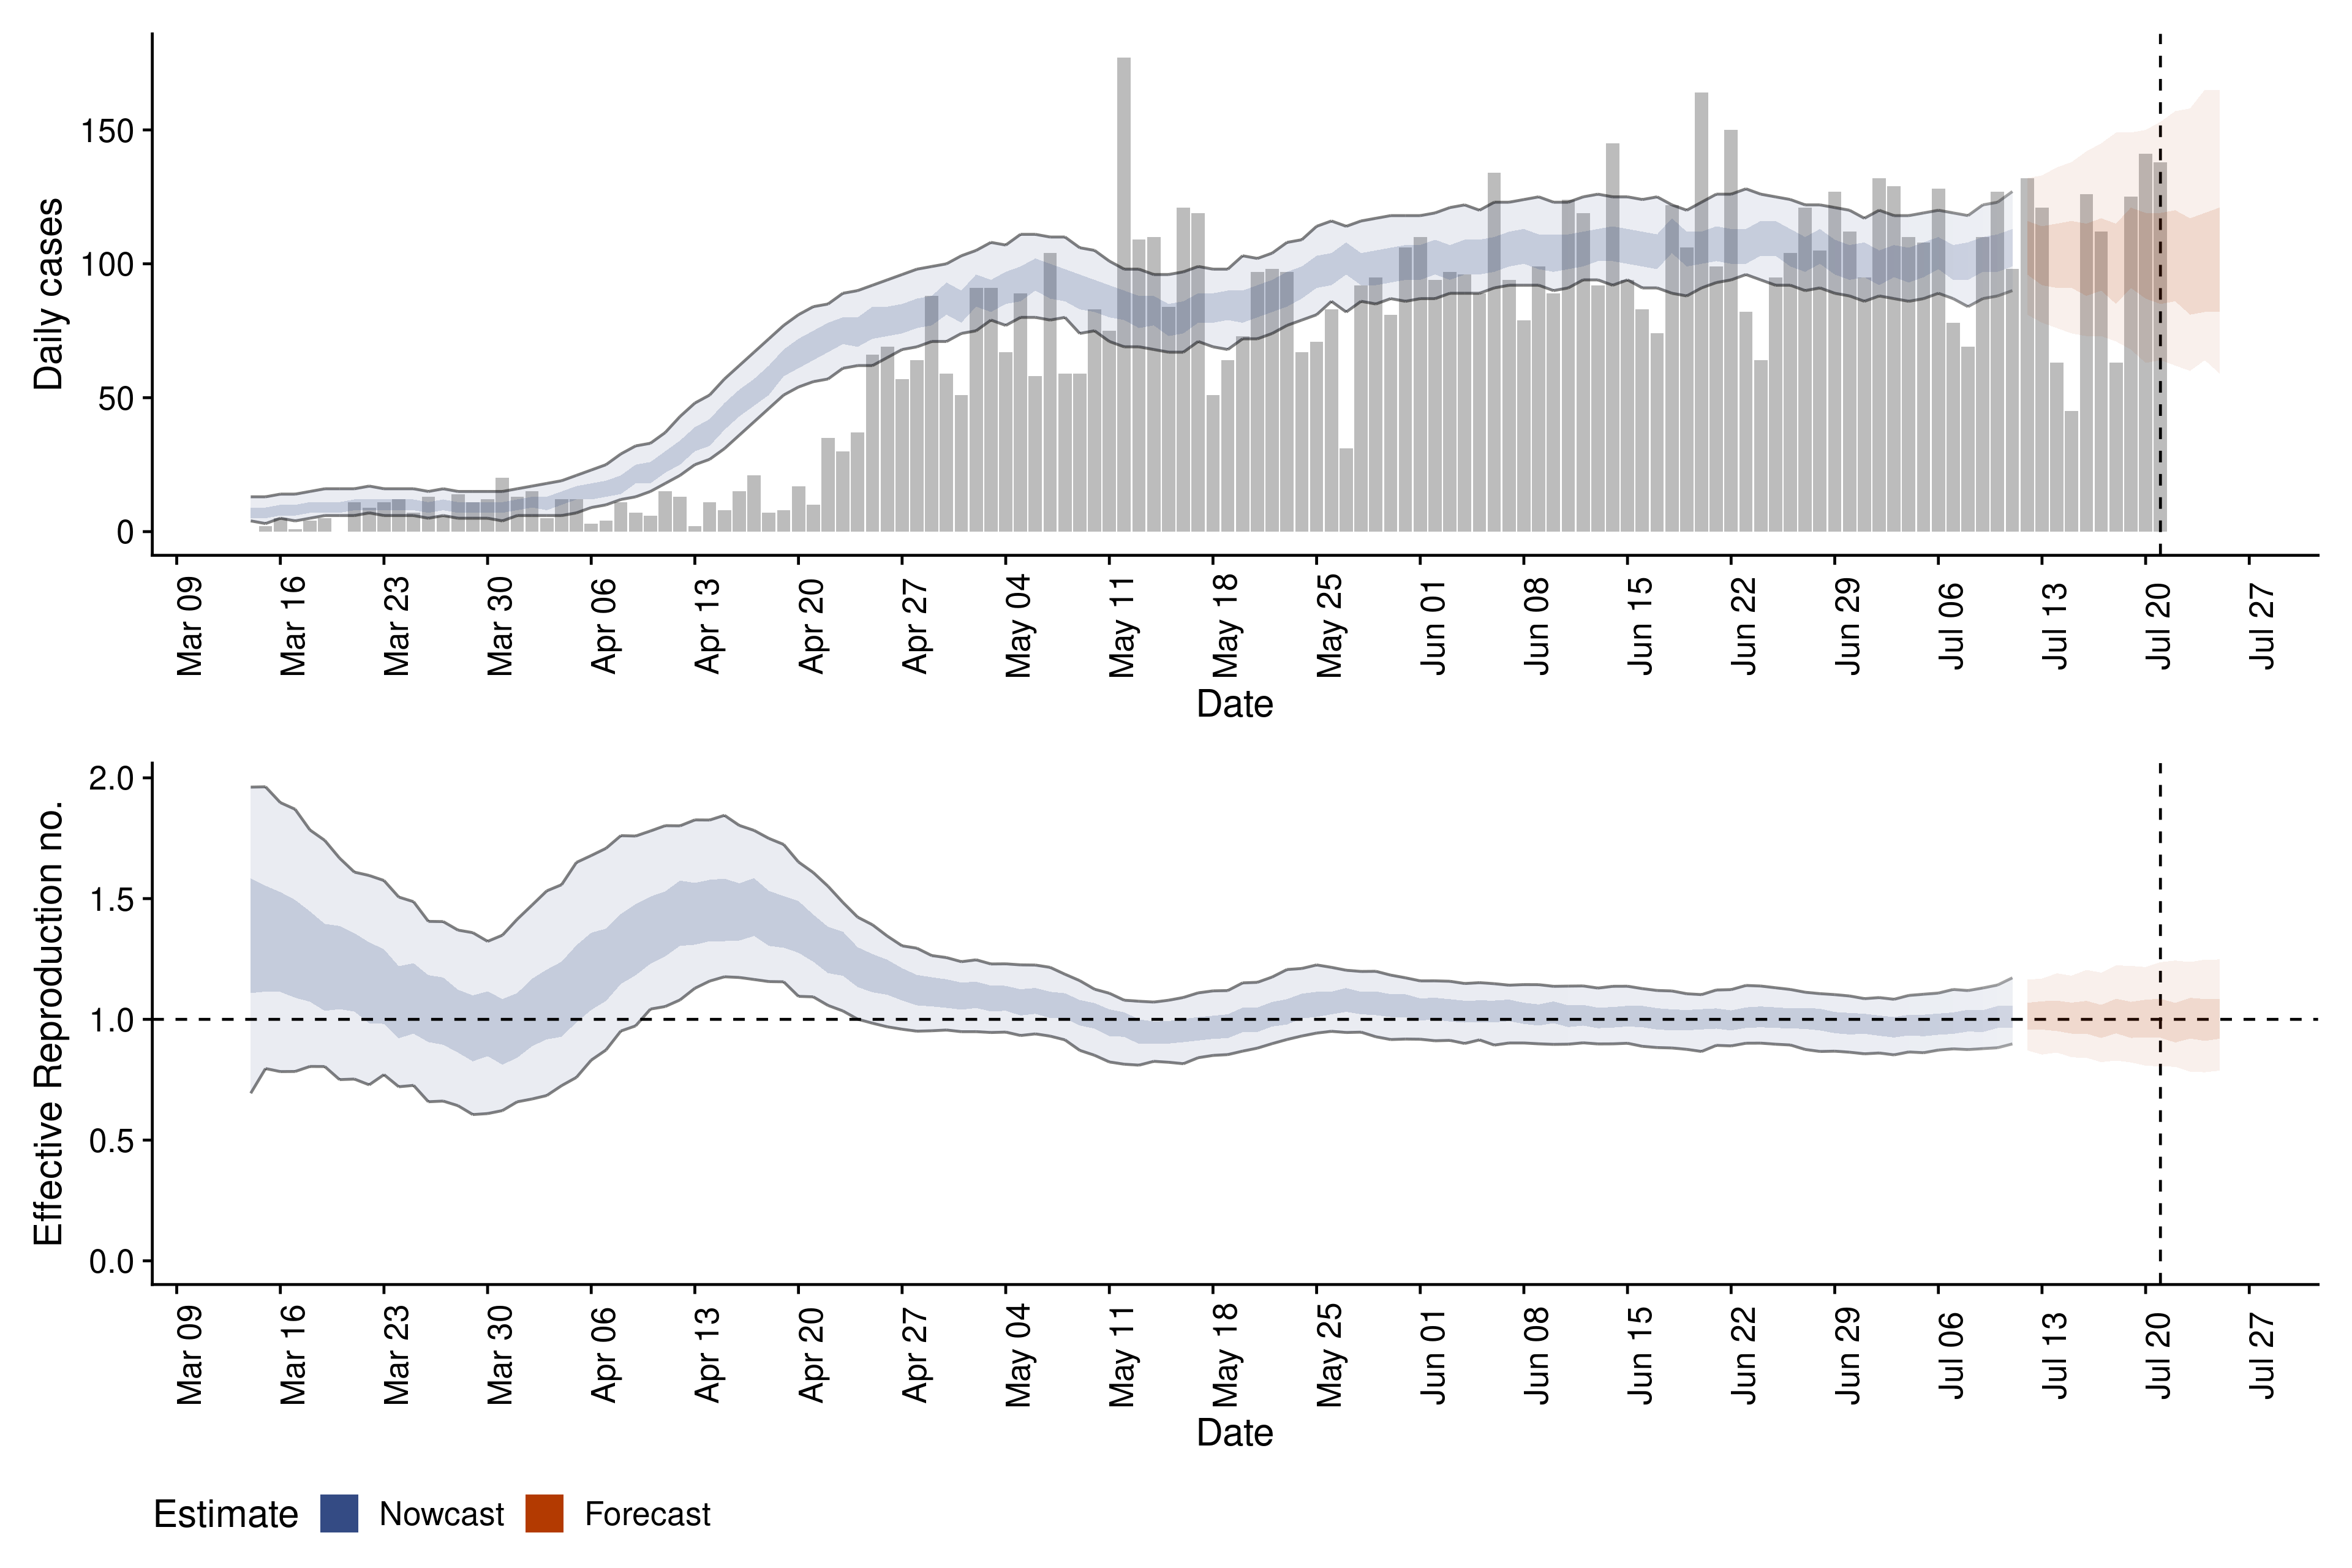 Daily cases
150
100
50
0
Mar 09 Mar 16 Mar 23 Mar 30 Apr 06 Apr 13 Apr 20 Apr 27 May 04 May 11 May 18 May 25 Jun 01 Jun 08 Jun 15 Jun 22 Jun 29 Jul 06 Jul 13 Jul 20 Jul 27
Date
Effective Reproduction no.
2.0
1.5
1.0
0.5
0.0
Mar 09 Mar 16 Mar 23 Mar 30 Apr 06 Apr 13 Apr 20 Apr 27 May 04 May 11 May 18 May 25 Jun 01 Jun 08 Jun 15 Jun 22 Jun 29 Jul 06 Jul 13 Jul 20 Jul 27
Date
Estimate Nowcast Forecast